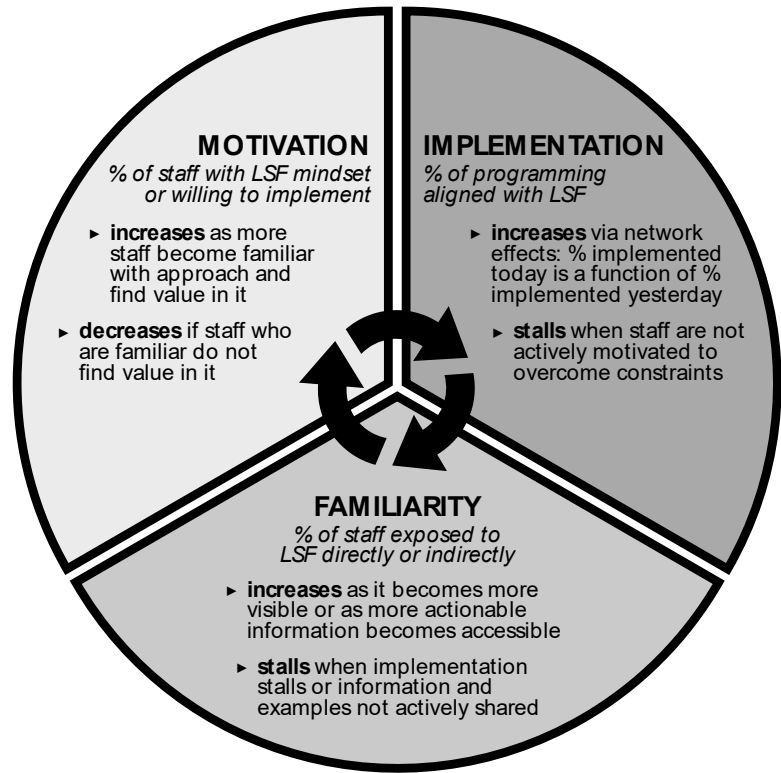 MOTIVATION
% of staff with LSF mindset
or willing to implement
► increases as more
staff become familiar
with approach and
find value in it
► decreases if staff who
are familiar do not
find value in it
IMPLEMENTATION
% of programming
aligned with LSF
► increases via network
effects: % implemented
today is a function of %
implemented yesterday
► stalls when staff are not
actively motivated to
overcome constraints
FAMILIARITY
% of staff exposed to
LSF directly or indirectly
► increases as it becomes more
visible or as more actionable
information becomes accessible
► stalls when implementation
stalls or information and
examples not actively shared